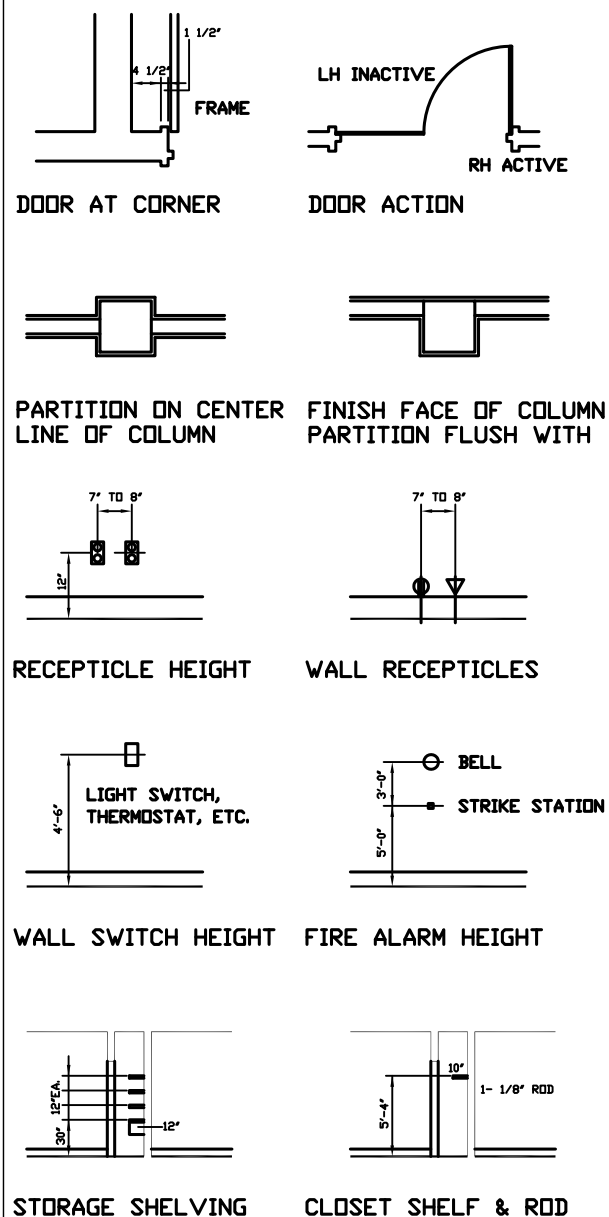 1 1/2"
4 1/2"
FRAME
DOOR AT CORNER
LH INACTIVE
RH ACTIVE
DOOR ACTION
PARTITION ON CENTER
LINE OF COLUMN
FINISH FACE OF COLUMN
PARTITION FLUSH WITH
7" TO 8"
12"
RECEPTICLE HEIGHT
7" TO 8"
WALL RECEPTICLES
4'-6"
LIGHT SWITCH,
THERMOSTAT, ETC.
WALL SWITCH HEIGHT
BELL
3'-0"
STRIKE STATION
5'-0"
FIRE ALARM HEIGHT
12"EA.
30"
12"
STORAGE SHELVING
10"
1- 1/8" ROD
5'-4"
CLOSET SHELF & ROD